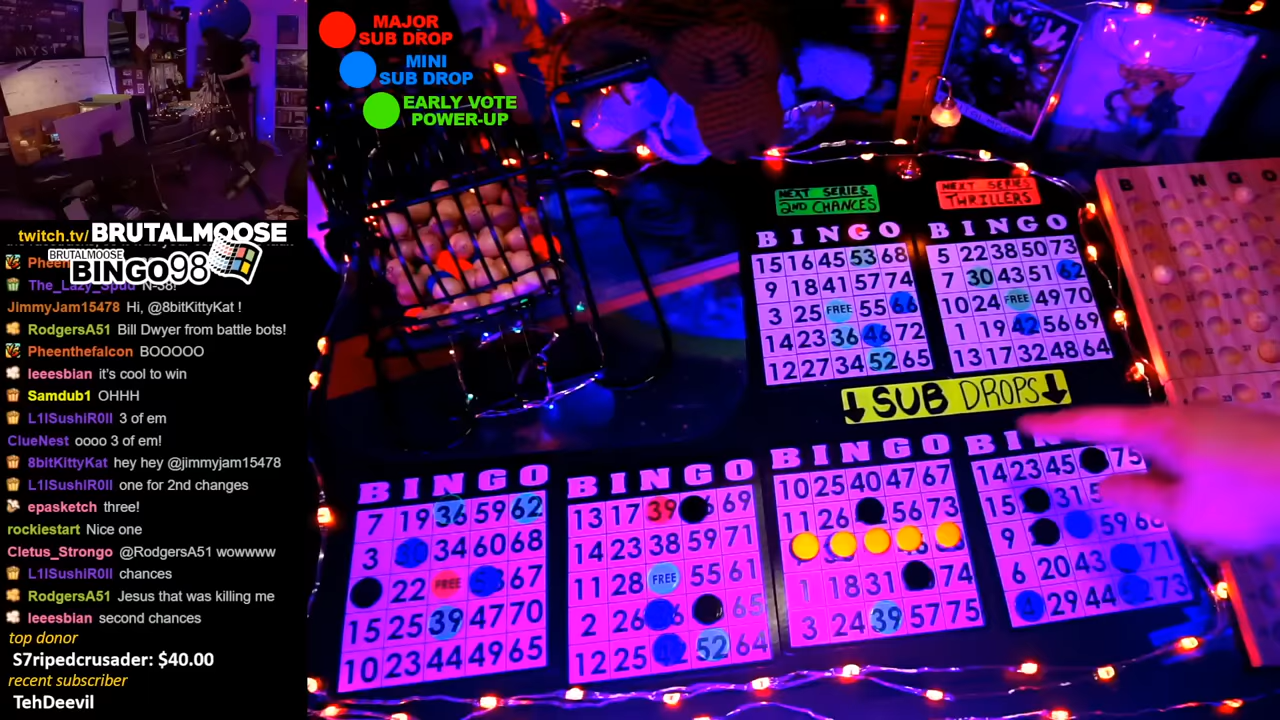 MYST
MAJOR
SUB DROP
MINI
SUB DROP
EARLY VOTE
POWER-UP
twitch.tv/BRUTALMOOSE
BRUTALMOOSE
BINGO98
Pheen
The_Lazy_Spud N-38!
JimmyJam15478 Hi, @8bitKittyKat !
RodgersA51 Bill Dwyer from battle bots!
Pheenthefalcon BOOOOO
leeesbian it's cool to win
Samdub1 OHHH
L1lSushiR0ll 3 of em
ClueNest oooo 3 of em!
8bitKittyKat hey hey @jimmyjam15478
L1lSushiR0ll one for 2nd changes
epasketch three!
rockiestart Nice one
Cletus_Strongo @RodgersA51 wowwww
L1lSushiR0ll chances
RodgersA51 Jesus that was killing me
leeesbian second chances
top donor
S7ripedcrusader: $40.00
recent subscriber
TehDeevil
NEXT SERIES
2ND CHANCES
BINGO
15 16 45 53 68
9 18 41 57 74
3 25 FREE 55 66
14 23 36 46 72
12 27 34 52 65
NEXT SERIES
THRILLERS
BINGO
5 22 38 50 73
7 30 43 51 62
10 24 FREE 49 70
1 19 42 56 69
13 17 32 48 64
BINGO
SUB DROPS
BINGO
7 19 36 59 62
3 34 60 68
22 FREE 67
15 25 39 47 70
10 23 44 49 65
BINGO
13 17 39 69
14 23 38 59 71
11 28 FREE 55 61
2 26 65
12 25 52 64
BINGO
10 25 40 47 67
11 26 56 73
1 18 31 74
3 24 39 57 75
BIN
14 23 45 75
15 31
9 59
6 20 43 71
29 44 73